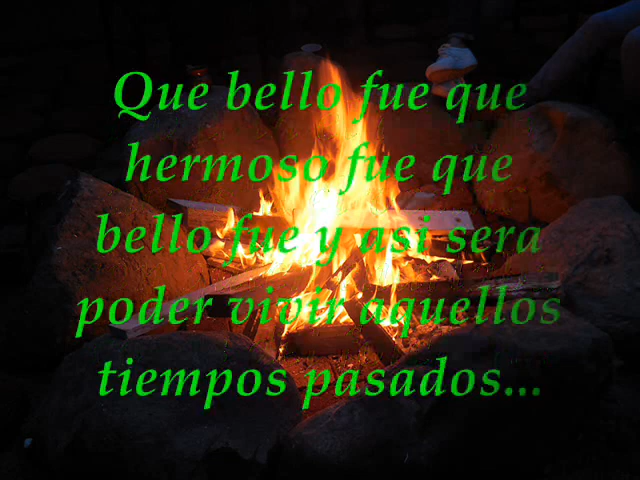 Que bello fue que
hermoso fue que
bello fue y asi sera
poder vivir aquellos
tiempos pasados...